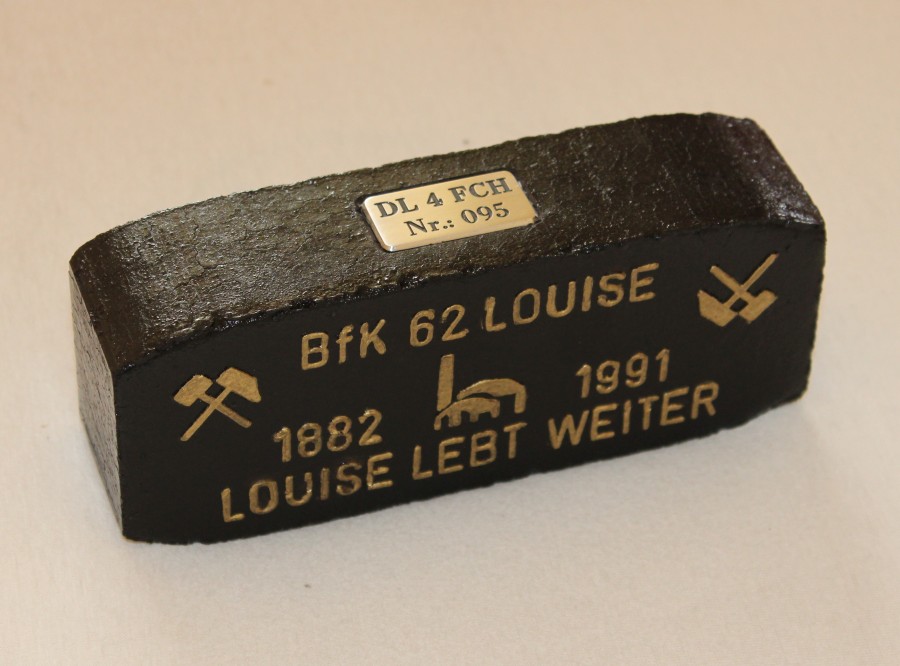 DL 4 FCH
Nr.: 095
BfK 62 LOUISE
1882 1991
LOUISE LEBT WEITER